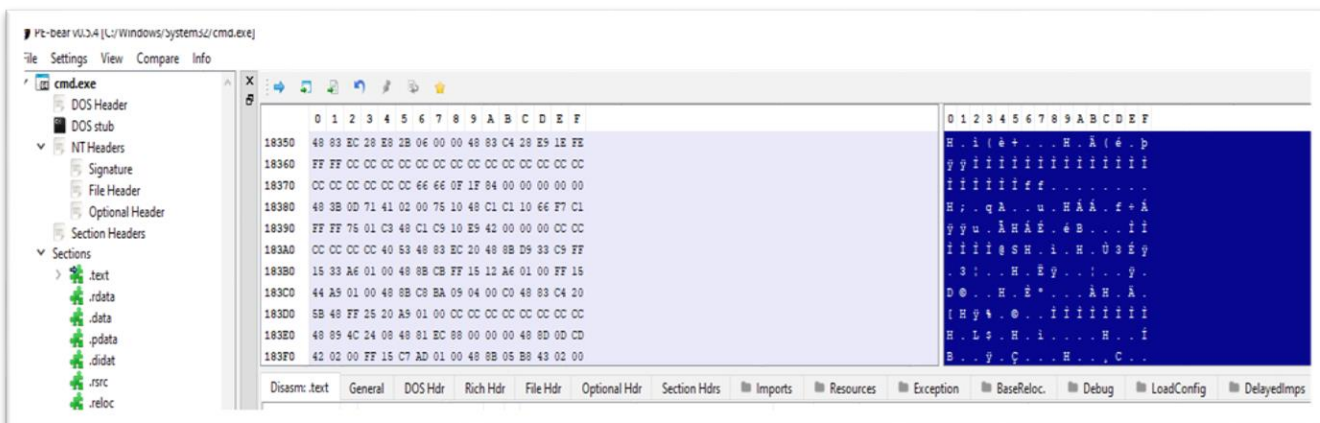 PE-bear v0.5.4 [C:/Windows/System32/cmd.exe]
File Settings View Compare Info
cmd.exe
DOS Header
DOS stub
NT Headers
Signature
File Header
Optional Header
Section Headers
Sections
.text
.rdata
.data
.pdata
.didat
.rsrc
.reloc
0 1 2 3 4 5 6 7 8 9 A B C D E F
18350 48 83 EC 28 E8 2B 06 00 00 48 83 C4 28 E9 1E FE
18360 FF FF CC CC CC CC CC CC CC CC CC CC CC CC CC CC
18370 CC CC CC CC CC CC 66 66 0F 1F 84 00 00 00 00 00
18380 48 3B 0D 71 41 02 00 75 10 48 C1 C1 10 66 F7 C1
18390 FF FF 75 01 C3 48 C1 C9 10 E9 42 00 00 00 CC CC
183A0 CC CC CC CC 40 53 48 83 EC 20 48 8B D9 33 C9 FF
183B0 15 33 A6 01 00 48 8B CB FF 15 12 A6 01 00 FF 15
183C0 44 A9 01 00 48 8B C8 BA 09 04 00 C0 48 83 C4 20
183D0 5B 48 FF 25 20 A9 01 00 CC CC CC CC CC CC CC CC
183E0 48 89 4C 24 08 48 81 EC 88 00 00 00 48 8D 0D CD
183F0 42 02 00 FF 15 C7 AD 01 00 48 8B 05 B8 43 02 00
0 1 2 3 4 5 6 7 8 9 A B C D E F
H . ì ( è + . . . H . Ä ( é . þ
ÿ ÿ Ì Ì Ì Ì Ì Ì Ì Ì Ì Ì Ì Ì Ì Ì
Ì Ì Ì Ì Ì Ì f f . . . . . . . .
H ; . q A . . u . H Á Á . f ÷ Á
ÿ ÿ u . Ã H Á É . é B . . . Ì Ì
Ì Ì Ì Ì @ S H . ì . H . Ù 3 É ÿ
. 3 ¦ . . H . Ë ÿ . . ¦ . . ÿ .
D © . . H . È º . . . À H . Ä .
[ H ÿ % . © . . Ì Ì Ì Ì Ì Ì Ì Ì
H . L $ . H . ì . . . . H . . Í
B . . ÿ . Ç . . . H . . ¸ C . .
Disasm: .text General DOS Hdr Rich Hdr File Hdr Optional Hdr Section Hdrs Imports Resources Exception BaseReloc. Debug LoadConfig DelayedImps